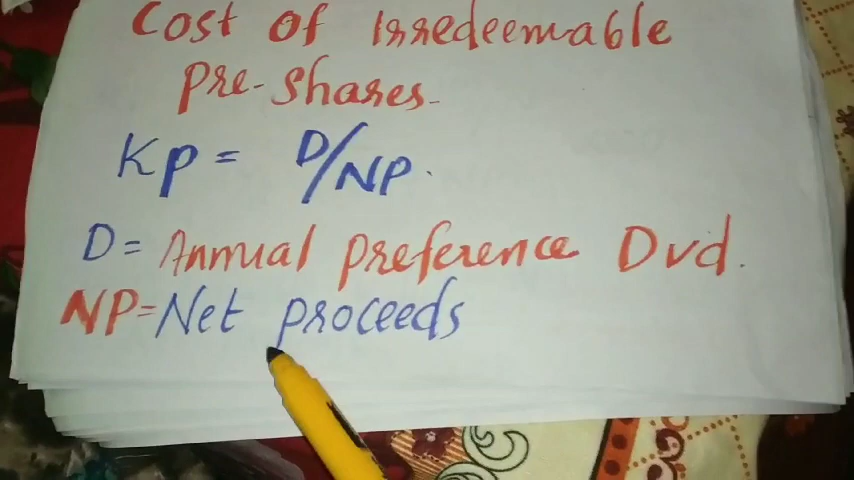 Cost of Irredeemable
Pre-Shares-
Kp = D/NP.
D = Annual preference Dvd.
NP=Net proceeds